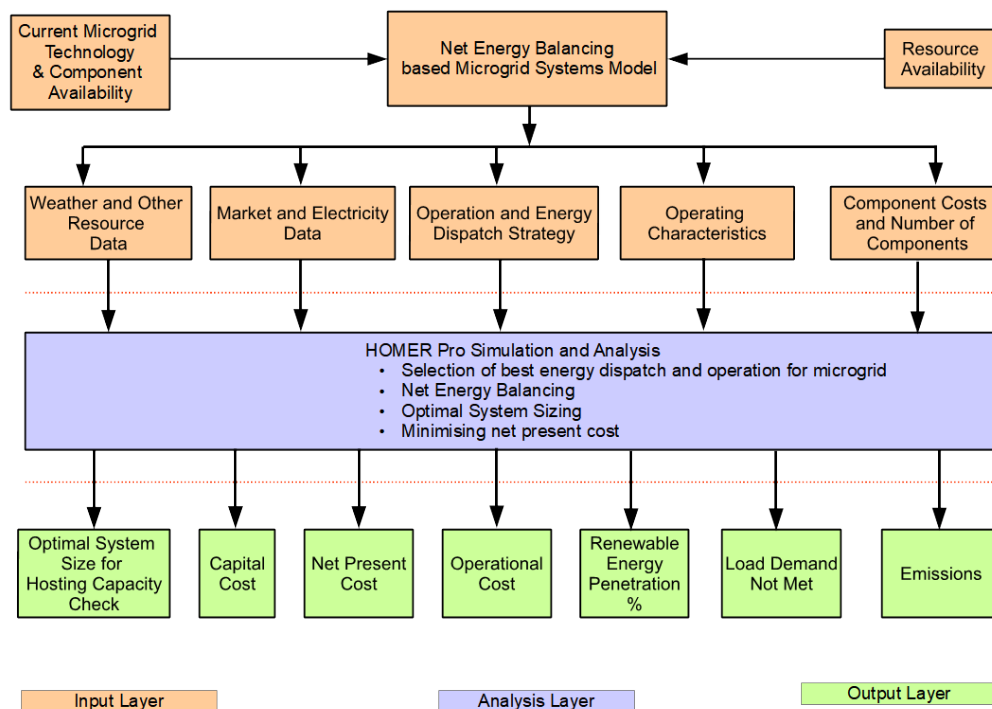 Current Microgrid
Technology
& Component
Availability
Net Energy Balancing
based Microgrid Systems Model
Resource
Availability
Weather and Other
Resource
Data
Market and Electricity
Data
Operation and Energy
Dispatch Strategy
Operating
Characteristics
Component Costs
and Number of
Components
HOMER Pro Simulation and Analysis
• Selection of best energy dispatch and operation for microgrid
• Net Energy Balancing
• Optimal System Sizing
• Minimising net present cost
Optimal System
Size for
Hosting Capacity
Check
Capital
Cost
Net Present
Cost
Operational
Cost
Renewable
Energy
Penetration
%
Load Demand
Not Met
Emissions
Input Layer
Analysis Layer
Output Layer